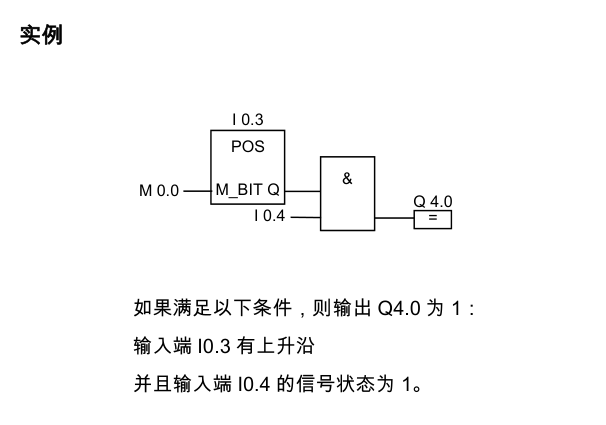 实例
I 0.3
POS
M 0.0
M_BIT Q
&
I 0.4
Q 4.0
=
如果满足以下条件，则输出 Q4.0 为 1：
输入端 I0.3 有上升沿
并且输入端 I0.4 的信号状态为 1。